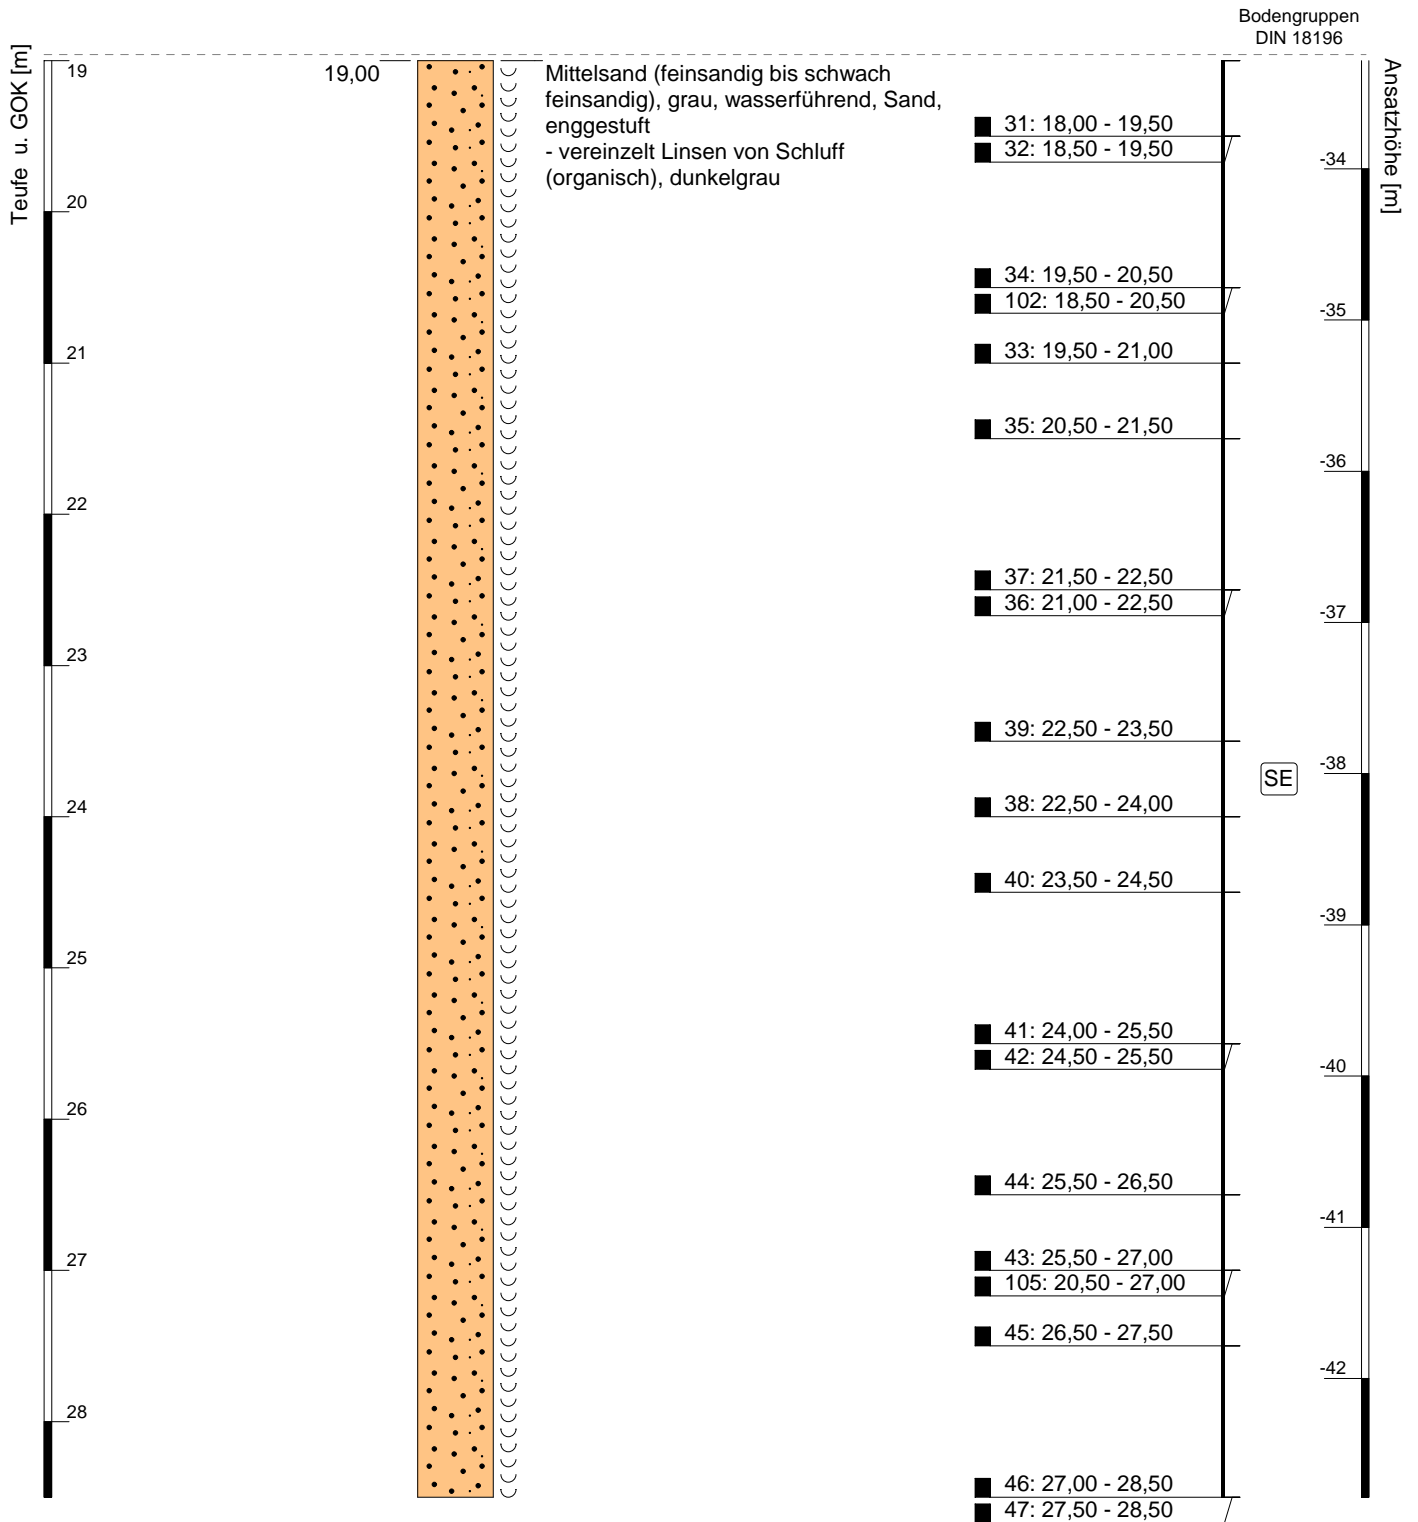 Bodengruppen
DIN 18196
Teufe u. GOK [m]
Ansatzhöhe [m]
19
19,00
Mittelsand (feinsandig bis schwach
feinsandig), grau, wasserführend, Sand,
enggestuft
- vereinzelt Linsen von Schluff
(organisch), dunkelgrau
31: 18,00 - 19,50
32: 18,50 - 19,50
-34
20
34: 19,50 - 20,50
102: 18,50 - 20,50
-35
33: 19,50 - 21,00
21
35: 20,50 - 21,50
-36
22
37: 21,50 - 22,50
36: 21,00 - 22,50
-37
23
39: 22,50 - 23,50
-38
SE
24
38: 22,50 - 24,00
40: 23,50 - 24,50
-39
25
41: 24,00 - 25,50
42: 24,50 - 25,50
-40
26
44: 25,50 - 26,50
-41
27
43: 25,50 - 27,00
105: 20,50 - 27,00
45: 26,50 - 27,50
-42
28
46: 27,00 - 28,50
47: 27,50 - 28,50